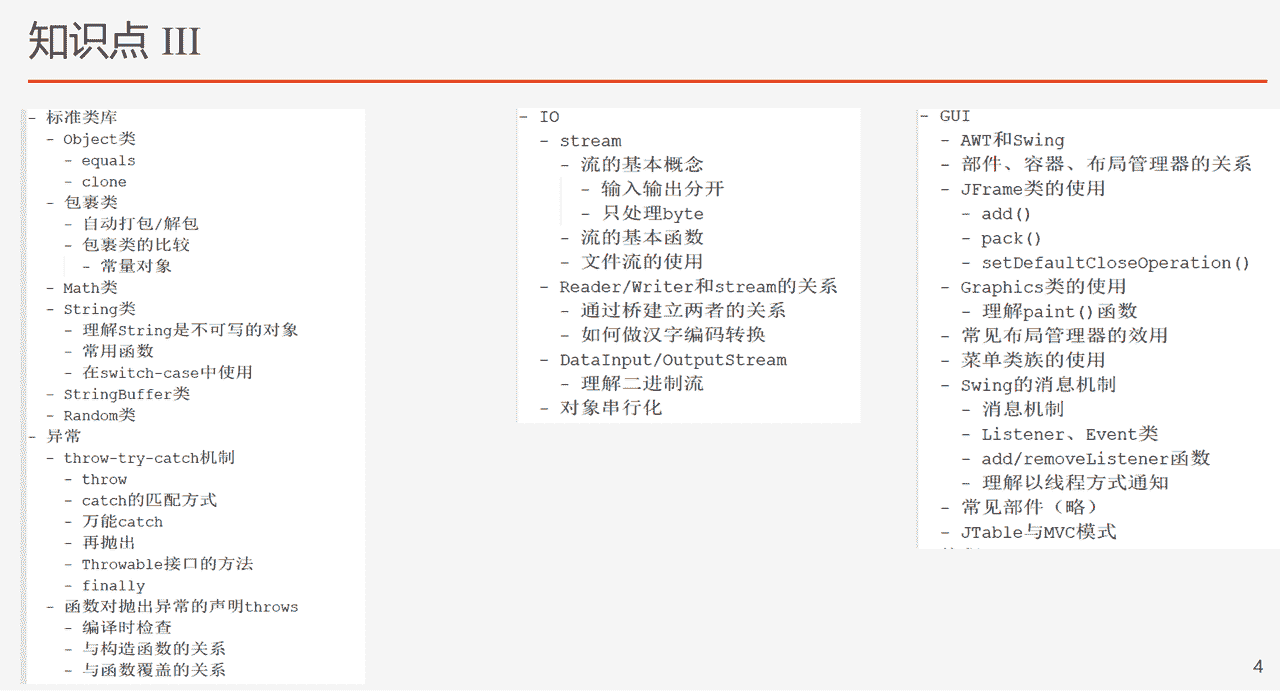 知识点 III
- 标准类库
- Object类
- equals
- clone
- 包裹类
- 自动打包/解包
- 包裹类的比较
- 常量对象
- Math类
- String类
- 理解String是不可写的对象
- 常用函数
- 在switch-case中使用
- StringBuffer类
- Random类
- 异常
- throw-try-catch机制
- throw
- catch的匹配方式
- 万能catch
- 再抛出
- Throwable接口的方法
- finally
- 函数对抛出异常的声明throws
- 编译时检查
- 与构造函数的关系
- 与函数覆盖的关系
- IO
- stream
- 流的基本概念
- 输入输出分开
- 只处理byte
- 流的基本函数
- 文件流的使用
- Reader/Writer和stream的关系
- 通过桥建立两者的关系
- 如何做汉字编码转换
- DataInput/OutputStream
- 理解二进制流
- 对象串行化
- GUI
- AWT和Swing
- 部件、容器、布局管理器的关系
- JFrame类的使用
- add()
- pack()
- setDefaultCloseOperation()
- Graphics类的使用
- 理解paint()函数
- 常见布局管理器的效用
- 菜单类族的使用
- Swing的消息机制
- 消息机制
- Listener、Event类
- add/removeListener函数
- 理解以线程方式通知
- 常见部件（略）
- JTable与MVC模式
4